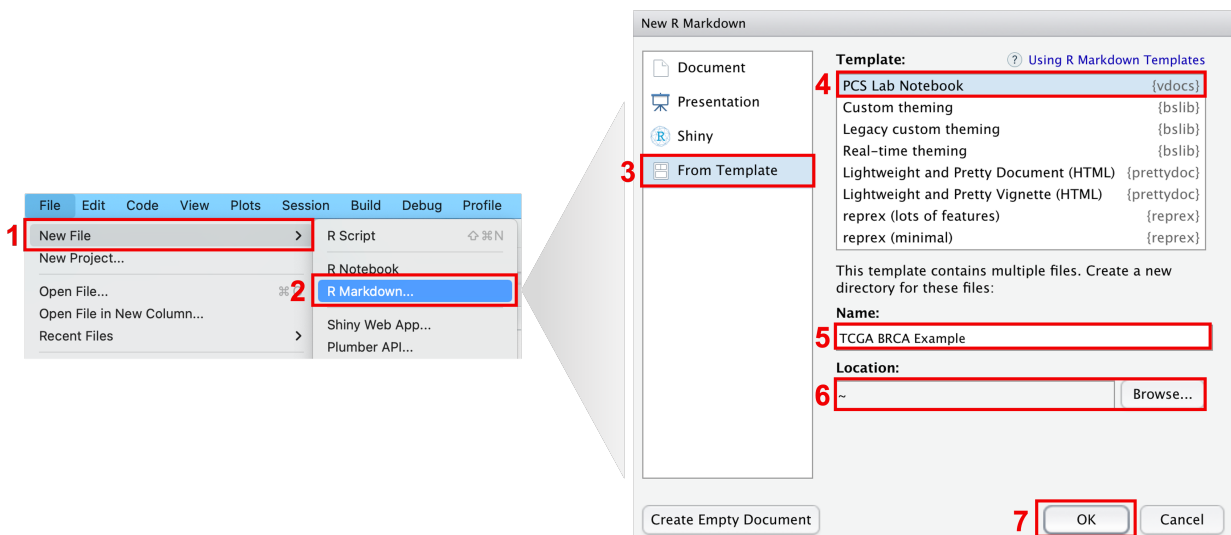 File Edit Code View Plots Session Build Debug Profile
1 New File >
New Project...
Open File...
Open File in New Column...
Recent Files >
R Script ⇧⌘N
R Notebook
2 R Markdown...
Shiny Web App...
Plumber API...
New R Markdown
Document
Presentation
R Shiny
3 From Template
Template: ? Using R Markdown Templates
4 PCS Lab Notebook {vdocs}
Custom theming {bslib}
Legacy custom theming {bslib}
Real-time theming {bslib}
Lightweight and Pretty Document (HTML) {prettydoc}
Lightweight and Pretty Vignette (HTML) {prettydoc}
reprex (lots of features) {reprex}
reprex (minimal) {reprex}
This template contains multiple files. Create a new
directory for these files:
Name:
5 TCGA BRCA Example
Location:
6 ~ Browse...
Create Empty Document 7 OK Cancel